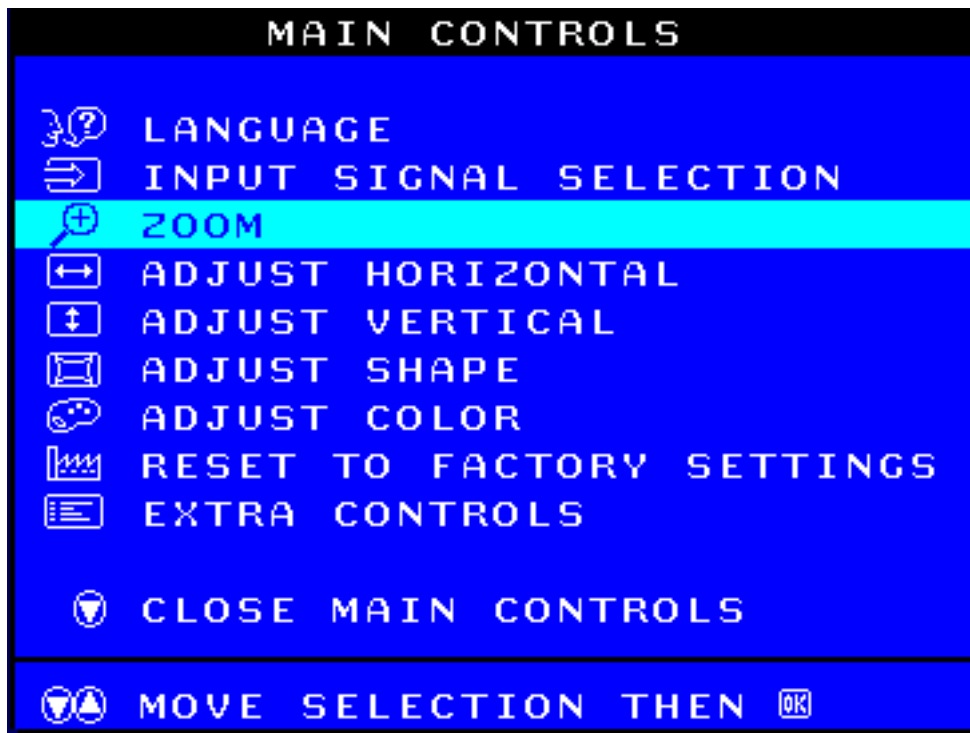 MAIN CONTROLS
LANGUAGE
INPUT SIGNAL SELECTION
ZOOM
ADJUST HORIZONTAL
ADJUST VERTICAL
ADJUST SHAPE
ADJUST COLOR
RESET TO FACTORY SETTINGS
EXTRA CONTROLS
CLOSE MAIN CONTROLS
MOVE SELECTION THEN OK